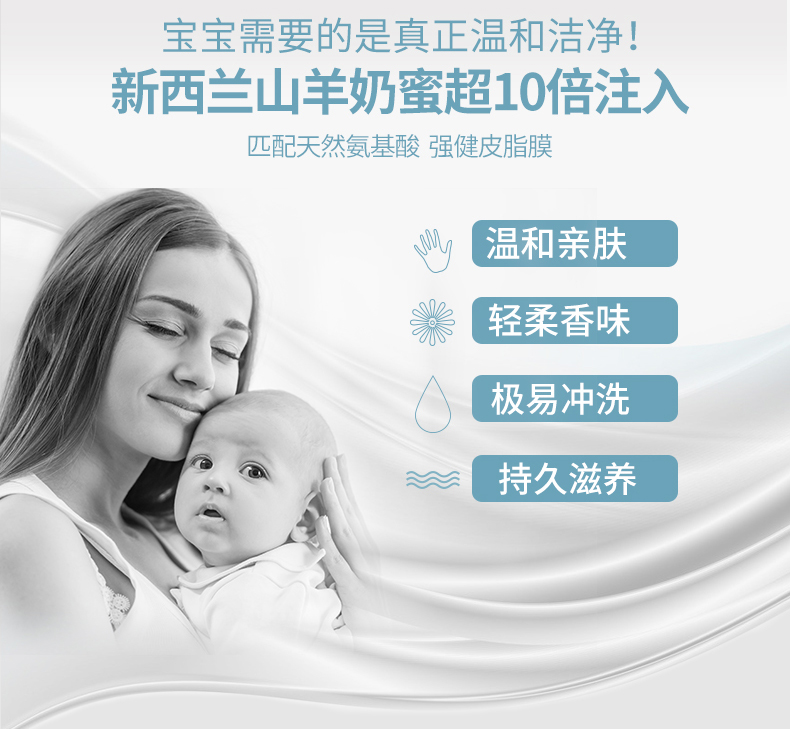 宝宝需要的是真正温和洁净！
新西兰山羊奶蜜超10倍注入
匹配天然氨基酸 强健皮脂膜
温和亲肤
轻柔香味
极易冲洗
持久滋养